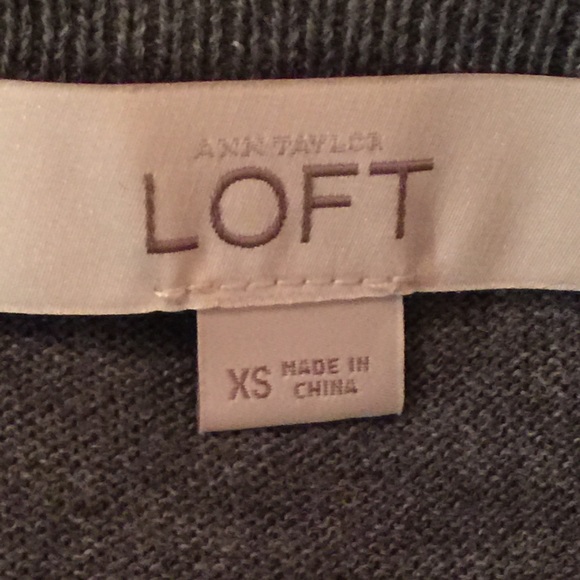 ANN TAYLOR
LOFT
XS MADE IN
CHINA